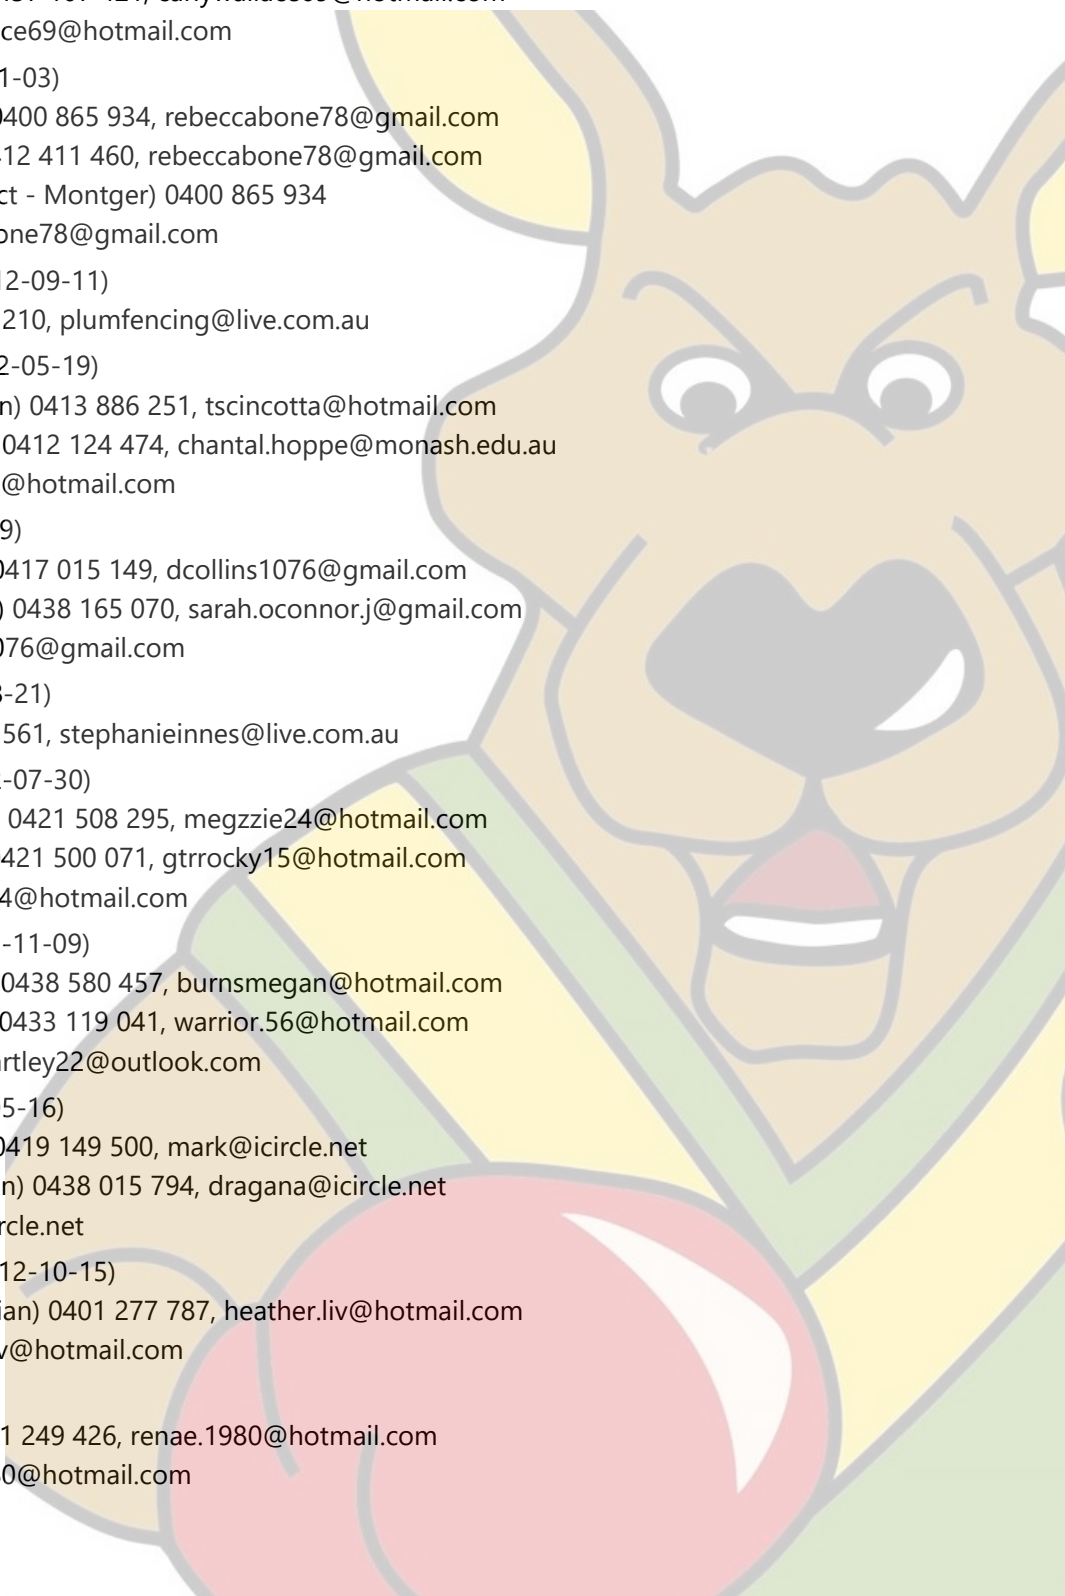 ce69@hotmail.com
1-03)
0400 865 934, rebeccabone78@gmail.com
12 411 460, rebeccabone78@gmail.com
ct - Montger) 0400 865 934
one78@gmail.com
12-09-11)
210, plumfencing@live.com.au
2-05-19)
n) 0413 886 251, tscincotta@hotmail.com
0412 124 474, chantal.hoppe@monash.edu.au
@hotmail.com
9)
0417 015 149, dcollins1076@gmail.com
) 0438 165 070, sarah.oconnor.j@gmail.com
076@gmail.com
-21)
561, stephanieinnes@live.com.au
-07-30)
0421 508 295, megzzie24@hotmail.com
421 500 071, gtrrocky15@hotmail.com
4@hotmail.com
-11-09)
0438 580 457, burnsmegan@hotmail.com
0433 119 041, warrior.56@hotmail.com
rtley22@outlook.com
5-16)
0419 149 500, mark@icircle.net
n) 0438 015 794, dragana@icircle.net
rcle.net
12-10-15)
ian) 0401 277 787, heather.liv@hotmail.com
v@hotmail.com
1 249 426, renae.1980@hotmail.com
0@hotmail.com